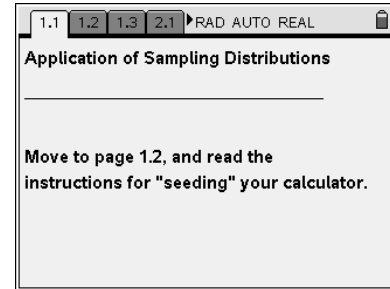 1.1 1.2 1.3 2.1 RAD AUTO REAL
Application of Sampling Distributions
Move to page 1.2, and read the
instructions for "seeding" your calculator.